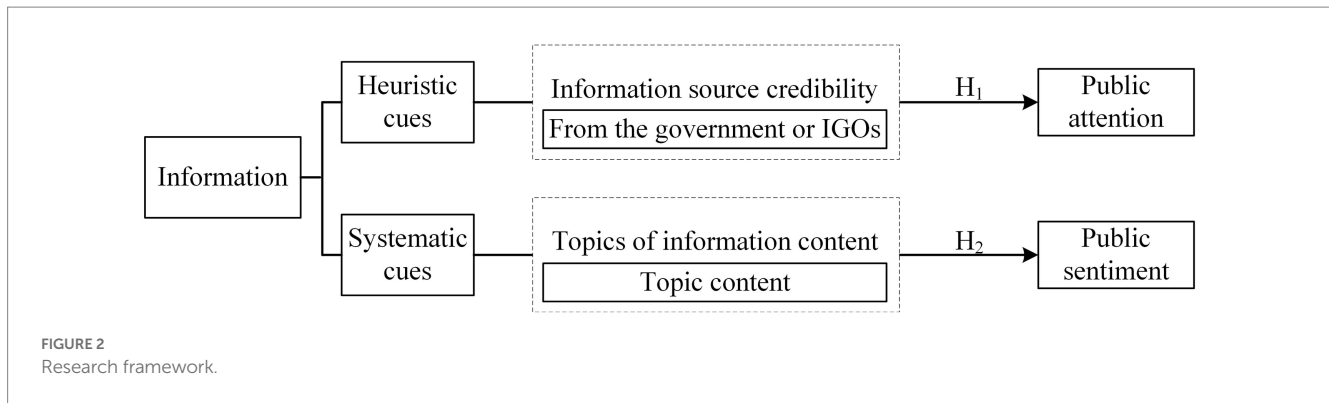 Information
Heuristic
cues
Information source credibility
From the government or IGOs
H₁
Public
attention
Systematic
cues
Topics of information content
Topic content
H₂
Public
sentiment
FIGURE 2
Research framework.